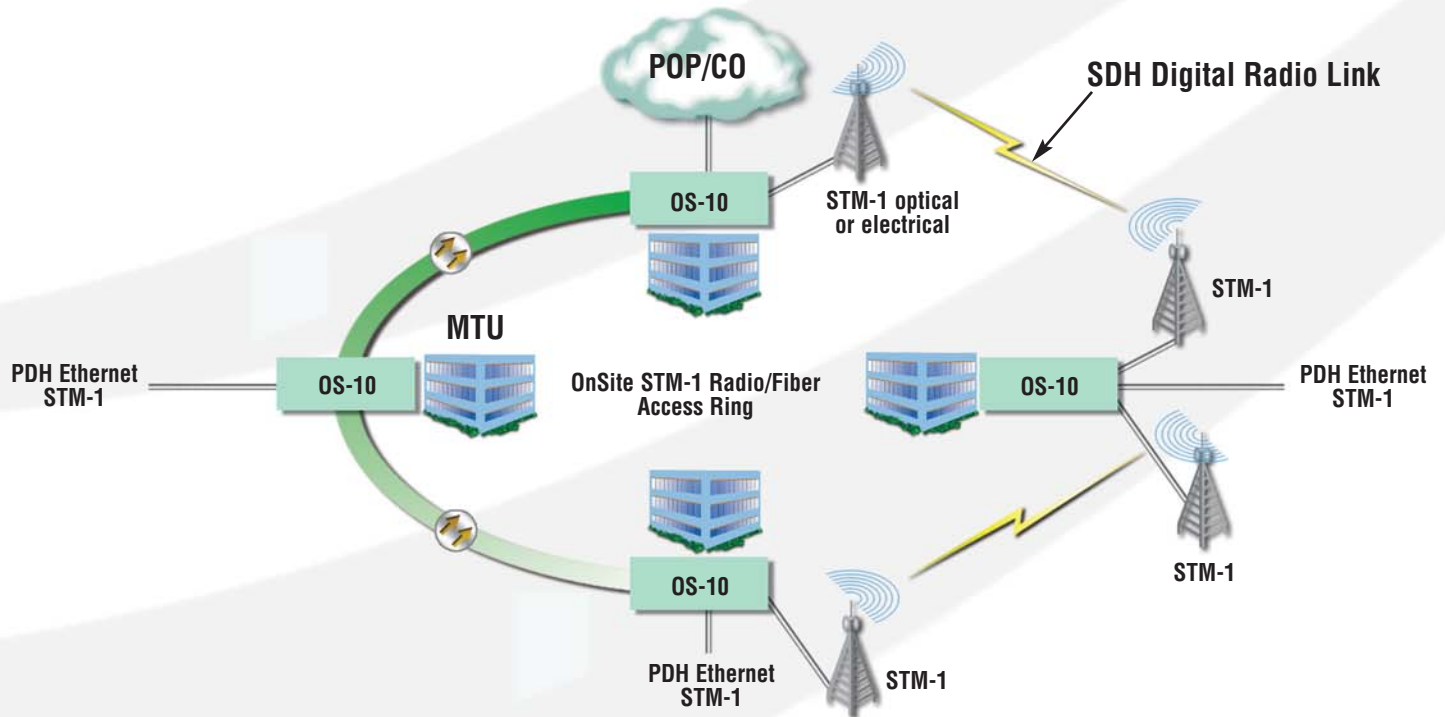 POP/CO
SDH Digital Radio Link
OS-10
STM-1 optical
or electrical
STM-1
MTU
PDH Ethernet
STM-1
OS-10
OnSite STM-1 Radio/Fiber
Access Ring
OS-10
PDH Ethernet
STM-1
STM-1
OS-10
PDH Ethernet
STM-1
STM-1